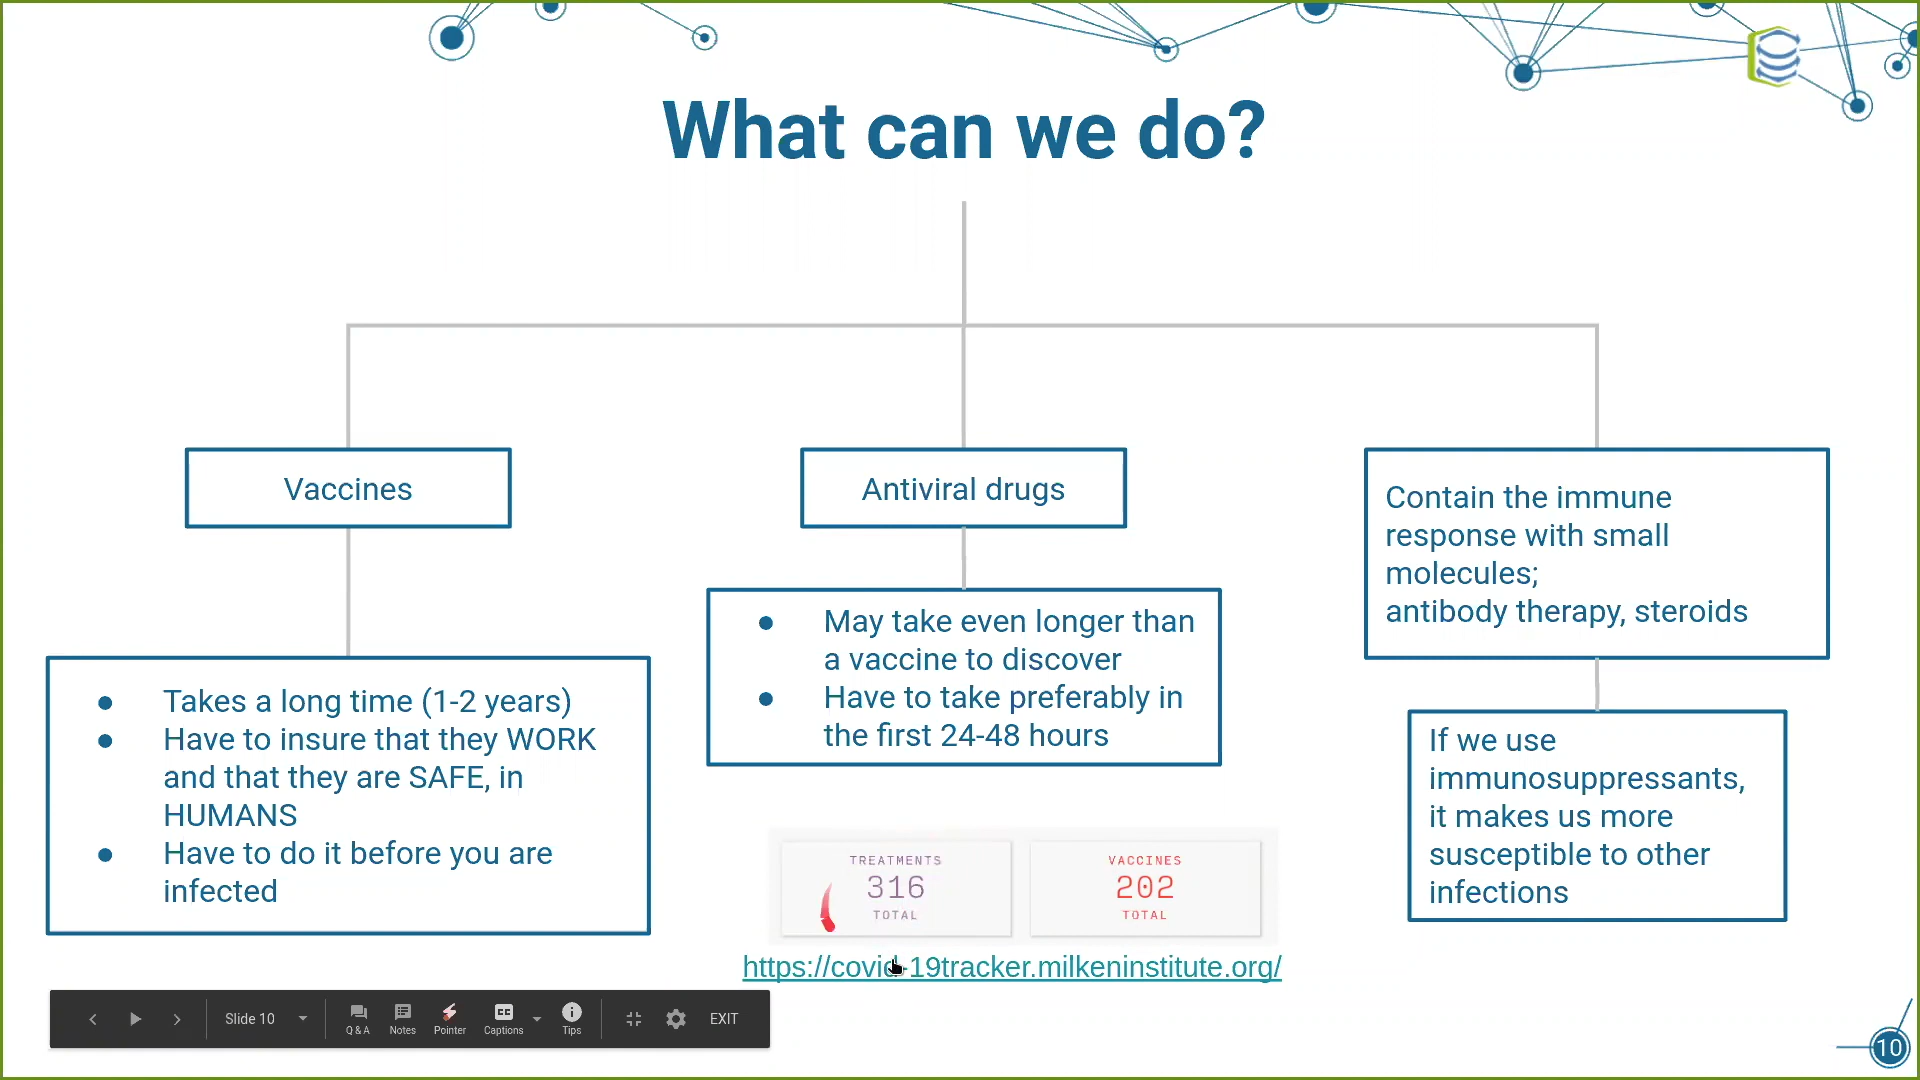 What can we do?
Vaccines
Takes a long time (1-2 years)
Have to insure that they WORK
and that they are SAFE, in
HUMANS
Have to do it before you are
infected
Antiviral drugs
May take even longer than
a vaccine to discover
Have to take preferably in
the first 24-48 hours
Contain the immune
response with small
molecules;
antibody therapy, steroids
If we use
immunosuppressants,
it makes us more
susceptible to other
infections
TREATMENTS
316
TOTAL
VACCINES
202
TOTAL
https://covid-19tracker.milkeninstitute.org/
Slide 10
Q & A
Notes
Pointer
CC
Captions
Tips
EXIT
10